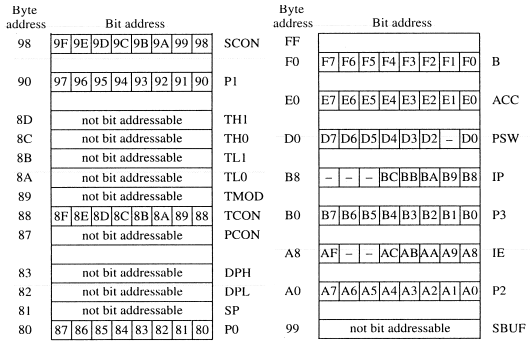 Byte address Bit address
98 9F 9E 9D 9C 9B 9A 99 98 SCON
90 97 96 95 94 93 92 91 90 P1
8D not bit addressable TH1
8C not bit addressable TH0
8B not bit addressable TL1
8A not bit addressable TL0
89 not bit addressable TMOD
88 8F 8E 8D 8C 8B 8A 89 88 TCON
87 not bit addressable PCON
83 not bit addressable DPH
82 not bit addressable DPL
81 not bit addressable SP
80 87 86 85 84 83 82 81 80 P0
Byte address Bit address
FF
F0 F7 F6 F5 F4 F3 F2 F1 F0 B
E0 E7 E6 E5 E4 E3 E2 E1 E0 ACC
D0 D7 D6 D5 D4 D3 D2 – D0 PSW
B8 – – – BC BB BA B9 B8 IP
B0 B7 B6 B5 B4 B3 B2 B1 B0 P3
A8 AF – – AC AB AA A9 A8 IE
A0 A7 A6 A5 A4 A3 A2 A1 A0 P2
99 not bit addressable SBUF